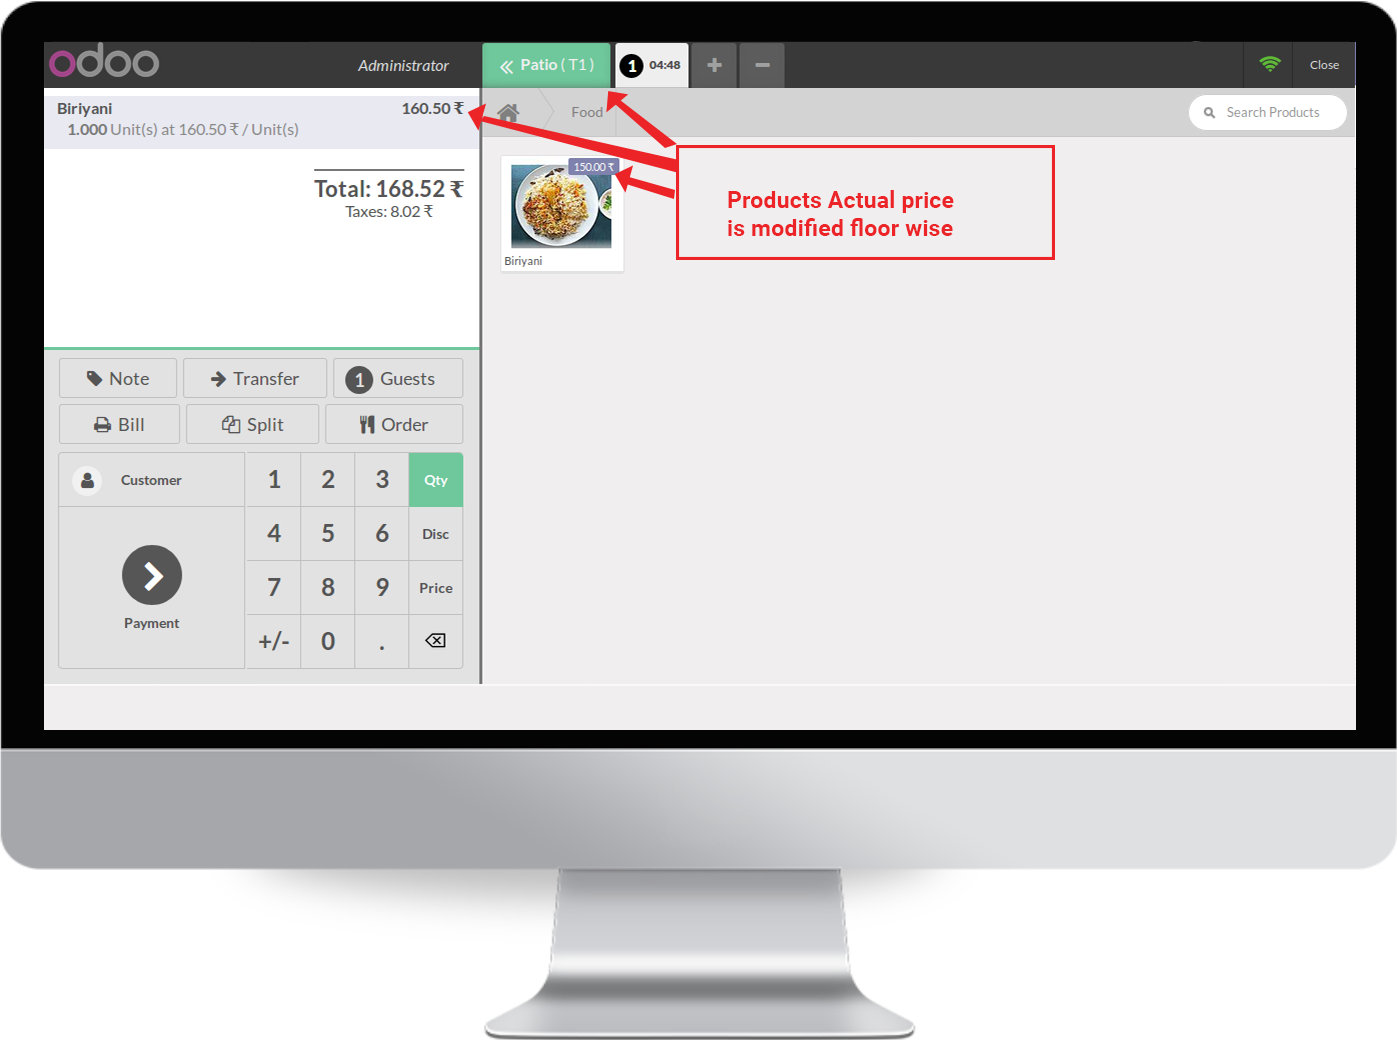 odoo
Administrator
Patio ( T1 )
1 04:48
+
−
Close
Biriyani 160.50 ₹
1.000 Unit(s) at 160.50 ₹ / Unit(s)
Total: 168.52 ₹
Taxes: 8.02 ₹
Food
Search Products
150.00 ₹
Biriyani
Products Actual price
is modified floor wise
Note
Transfer
1 Guests
Bill
Split
Order
Customer
1 2 3 Qty
4 5 6 Disc
7 8 9 Price
+/- 0 .
Payment